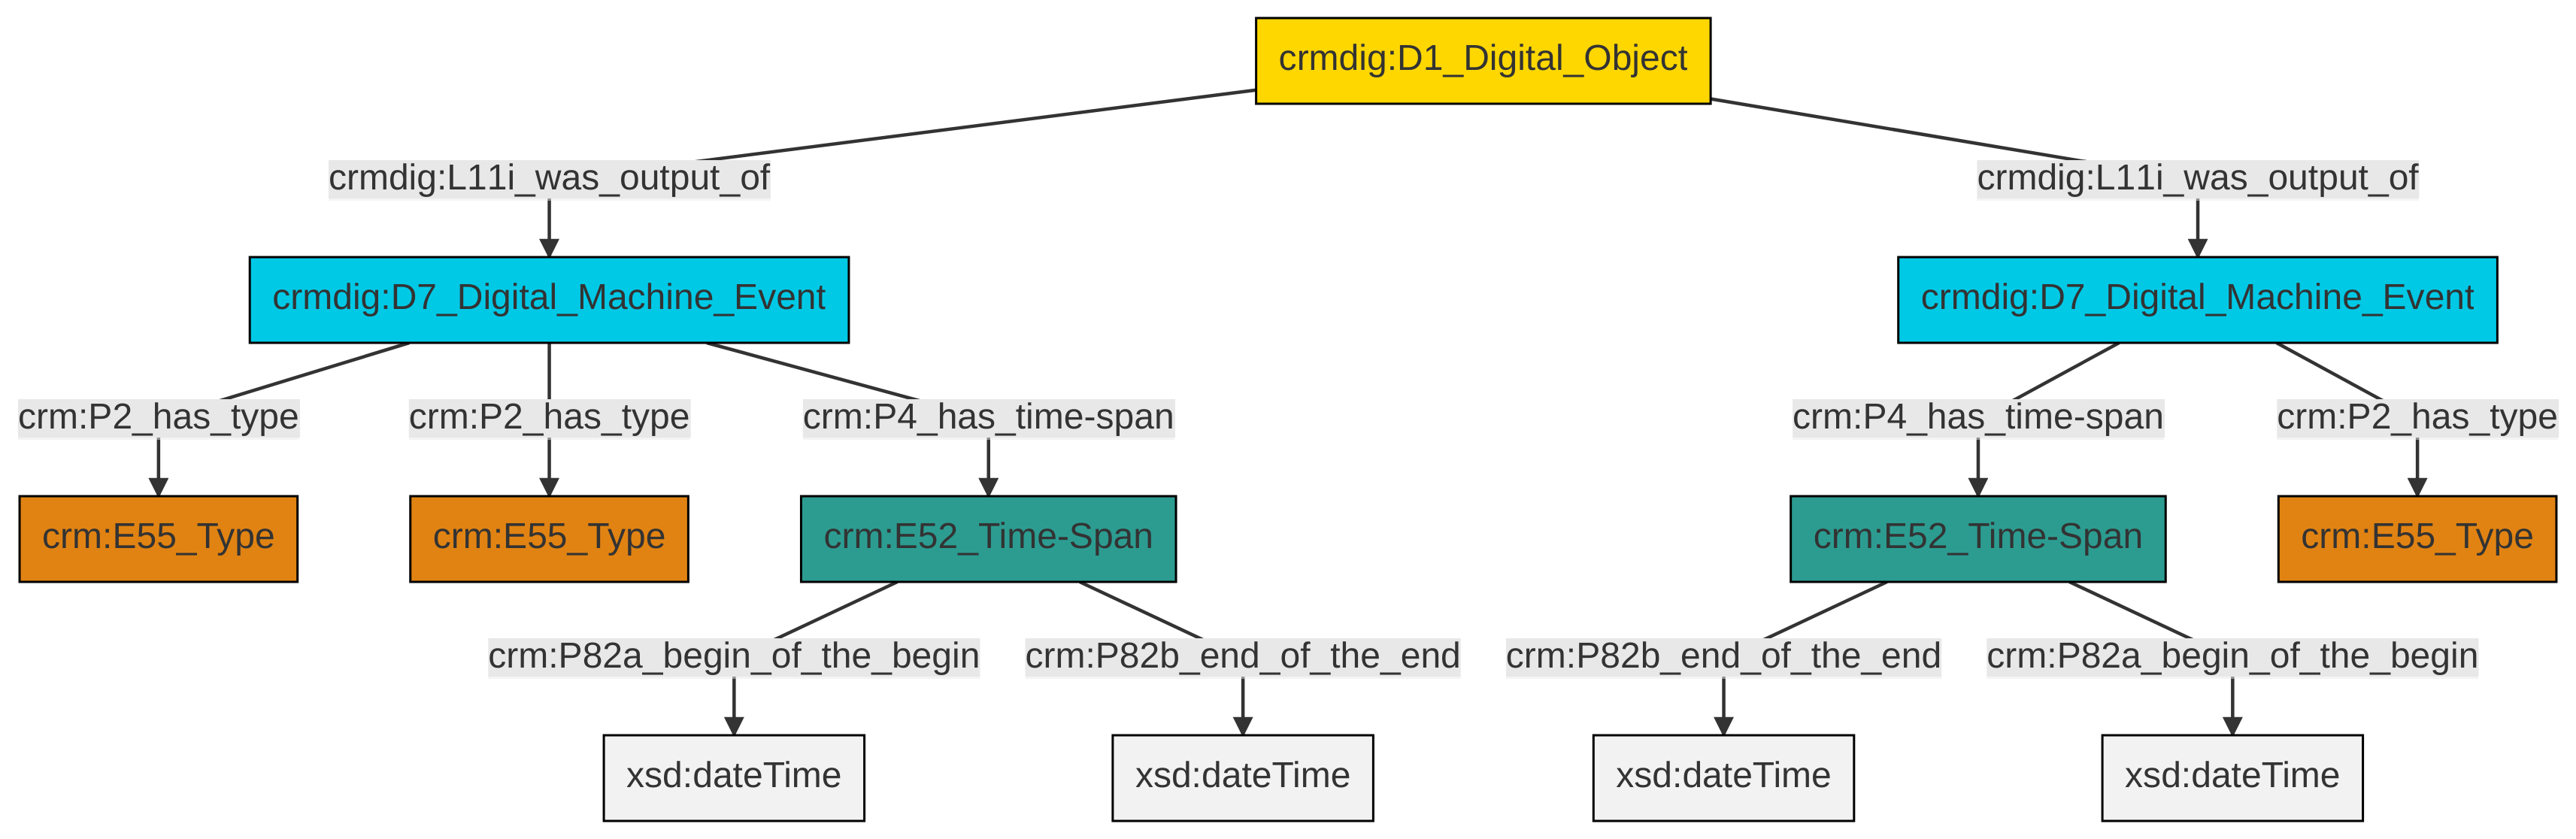 crmdig:D1_Digital_Object
crmdig:L11i_was_output_of
crmdig:L11i_was_output_of
crmdig:D7_Digital_Machine_Event
crmdig:D7_Digital_Machine_Event
crm:P2_has_type
crm:P2_has_type
crm:P4_has_time-span
crm:P4_has_time-span
crm:P2_has_type
crm:E55_Type
crm:E55_Type
crm:E52_Time-Span
crm:E52_Time-Span
crm:E55_Type
crm:P82a_begin_of_the_begin
crm:P82b_end_of_the_end
crm:P82b_end_of_the_end
crm:P82a_begin_of_the_begin
xsd:dateTime
xsd:dateTime
xsd:dateTime
xsd:dateTime